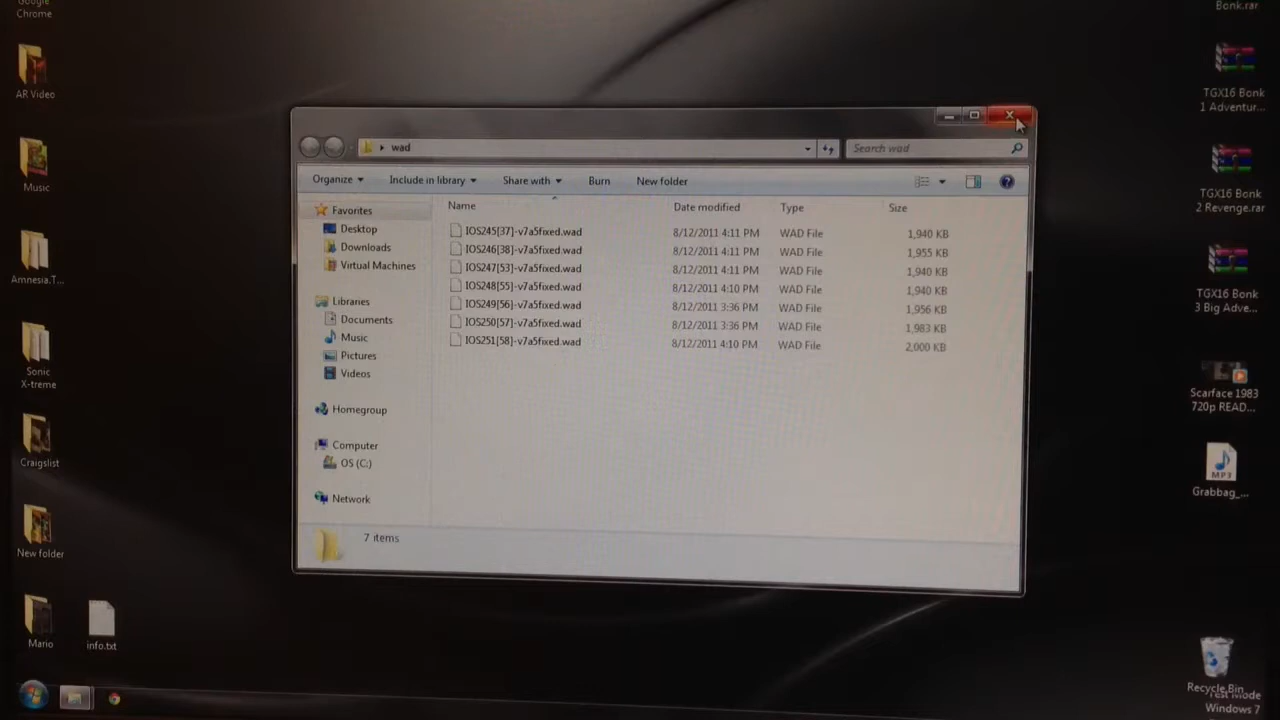 Google
Chrome
AR Video
Music
Amnesia.T...
Sonic
X-treme
Craigslist
New folder
Mario
info.txt
wad
Search wad
Organize
Include in library
Share with
Burn
New folder
Name
Date modified
Type
Size
Favorites
Desktop
Downloads
Virtual Machines
Libraries
Documents
Music
Pictures
Videos
Homegroup
Computer
OS (C:)
Network
IOS245[37]-v7a5fixed.wad 8/12/2011 4:11 PM WAD File 1,940 KB
IOS246[38]-v7a5fixed.wad 8/12/2011 4:11 PM WAD File 1,955 KB
IOS247[53]-v7a5fixed.wad 8/12/2011 4:11 PM WAD File 1,940 KB
IOS248[55]-v7a5fixed.wad 8/12/2011 4:10 PM WAD File 1,940 KB
IOS249[56]-v7a5fixed.wad 8/12/2011 3:36 PM WAD File 1,956 KB
IOS250[57]-v7a5fixed.wad 8/12/2011 3:36 PM WAD File 1,983 KB
IOS251[58]-v7a5fixed.wad 8/12/2011 4:10 PM WAD File 2,000 KB
7 items
Bonk.rar
TGX16 Bonk
1 Adventur...
TGX16 Bonk
2 Revenge.rar
TGX16 Bonk
3 Big Adve...
Scarface 1983
720p READ...
MP3
Grabbag_...
Recycle Bin
Test Mode
Windows 7